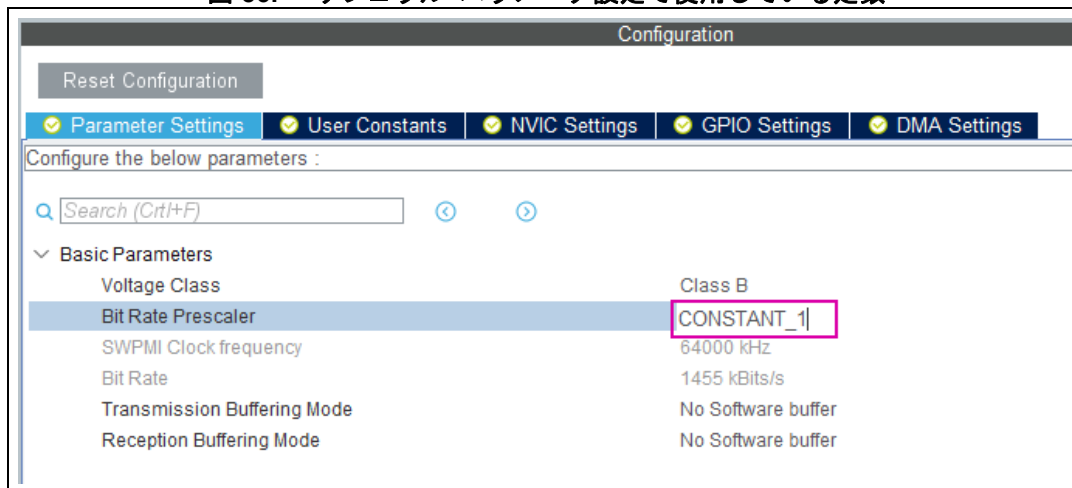 Configuration
Reset Configuration
Parameter Settings User Constants NVIC Settings GPIO Settings DMA Settings
Configure the below parameters :
Search (Crtl+F)
Basic Parameters
Voltage Class Class B
Bit Rate Prescaler CONSTANT_1
SWPMI Clock frequency 64000 kHz
Bit Rate 1455 kBits/s
Transmission Buffering Mode No Software buffer
Reception Buffering Mode No Software buffer